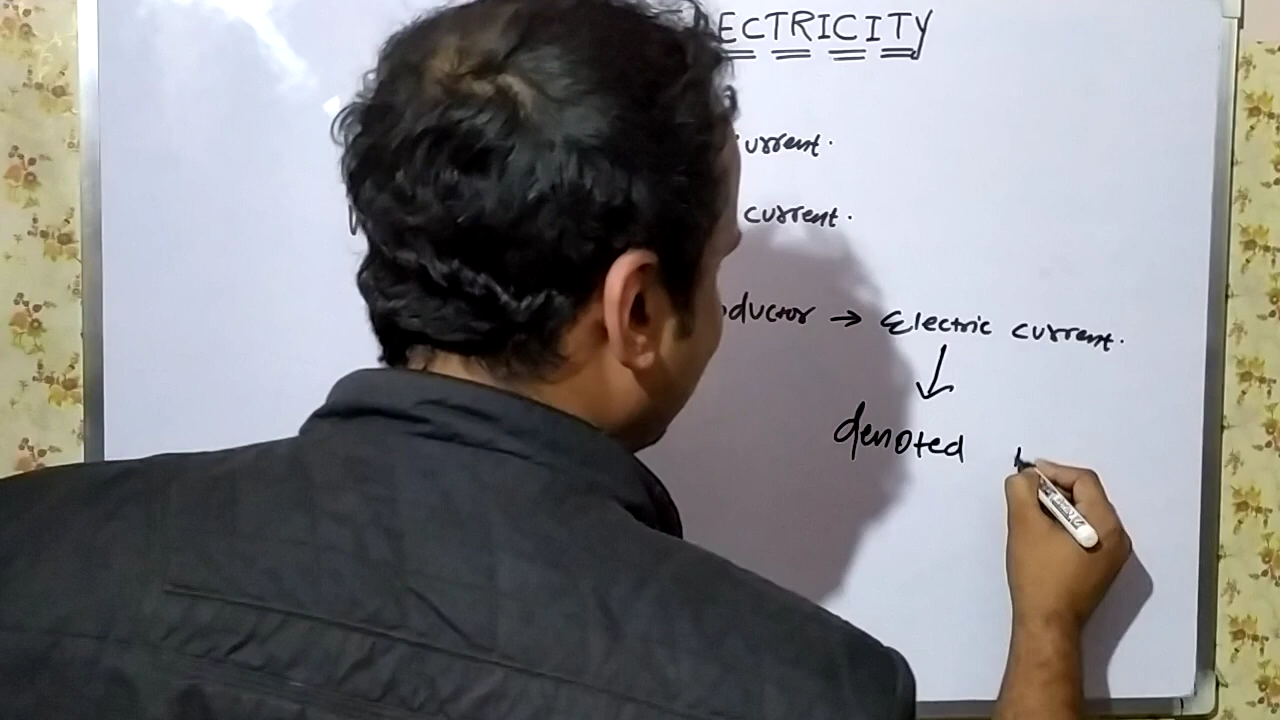 ECTRICITY
urrent.
current.
ductor → Electric current.
↓
denoted